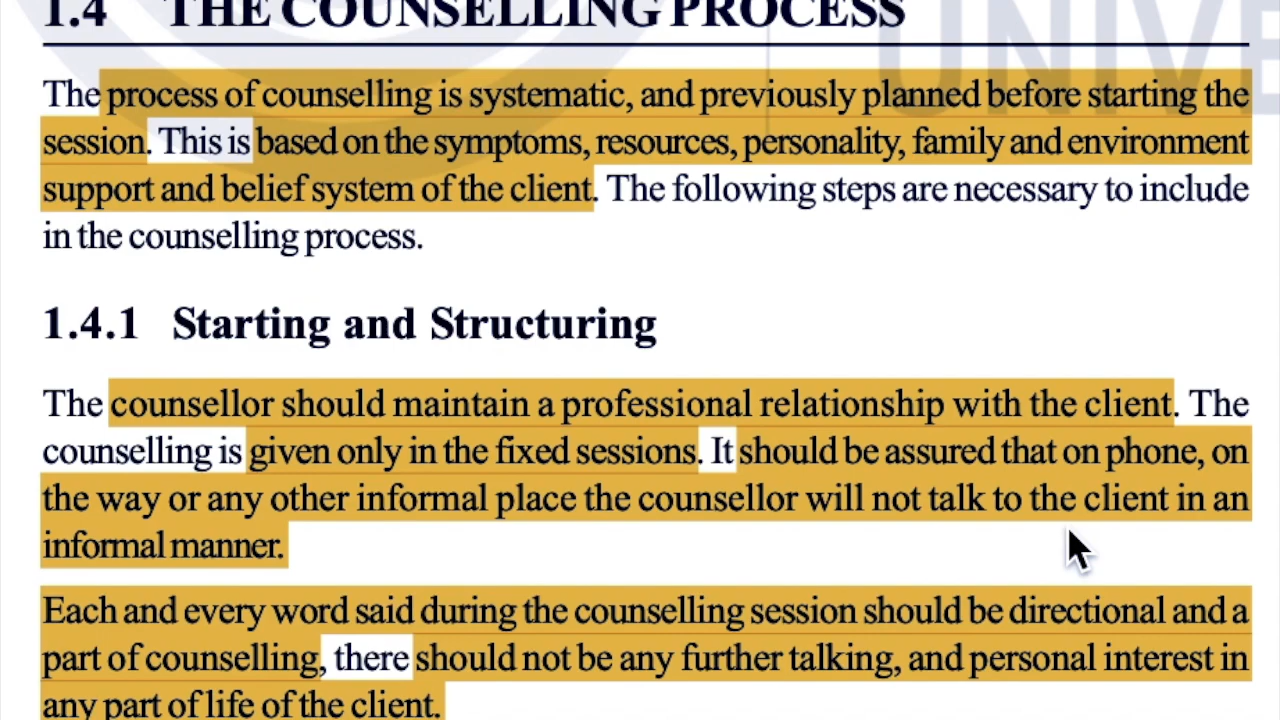 1.4 THE COUNSELLING PROCESS
The process of counselling is systematic, and previously planned before starting the
session. This is based on the symptoms, resources, personality, family and environment
support and belief system of the client. The following steps are necessary to include
in the counselling process.
1.4.1 Starting and Structuring
The counsellor should maintain a professional relationship with the client. The
counselling is given only in the fixed sessions. It should be assured that on phone, on
the way or any other informal place the counsellor will not talk to the client in an
informal manner.
Each and every word said during the counselling session should be directional and a
part of counselling, there should not be any further talking, and personal interest in
any part of life of the client.